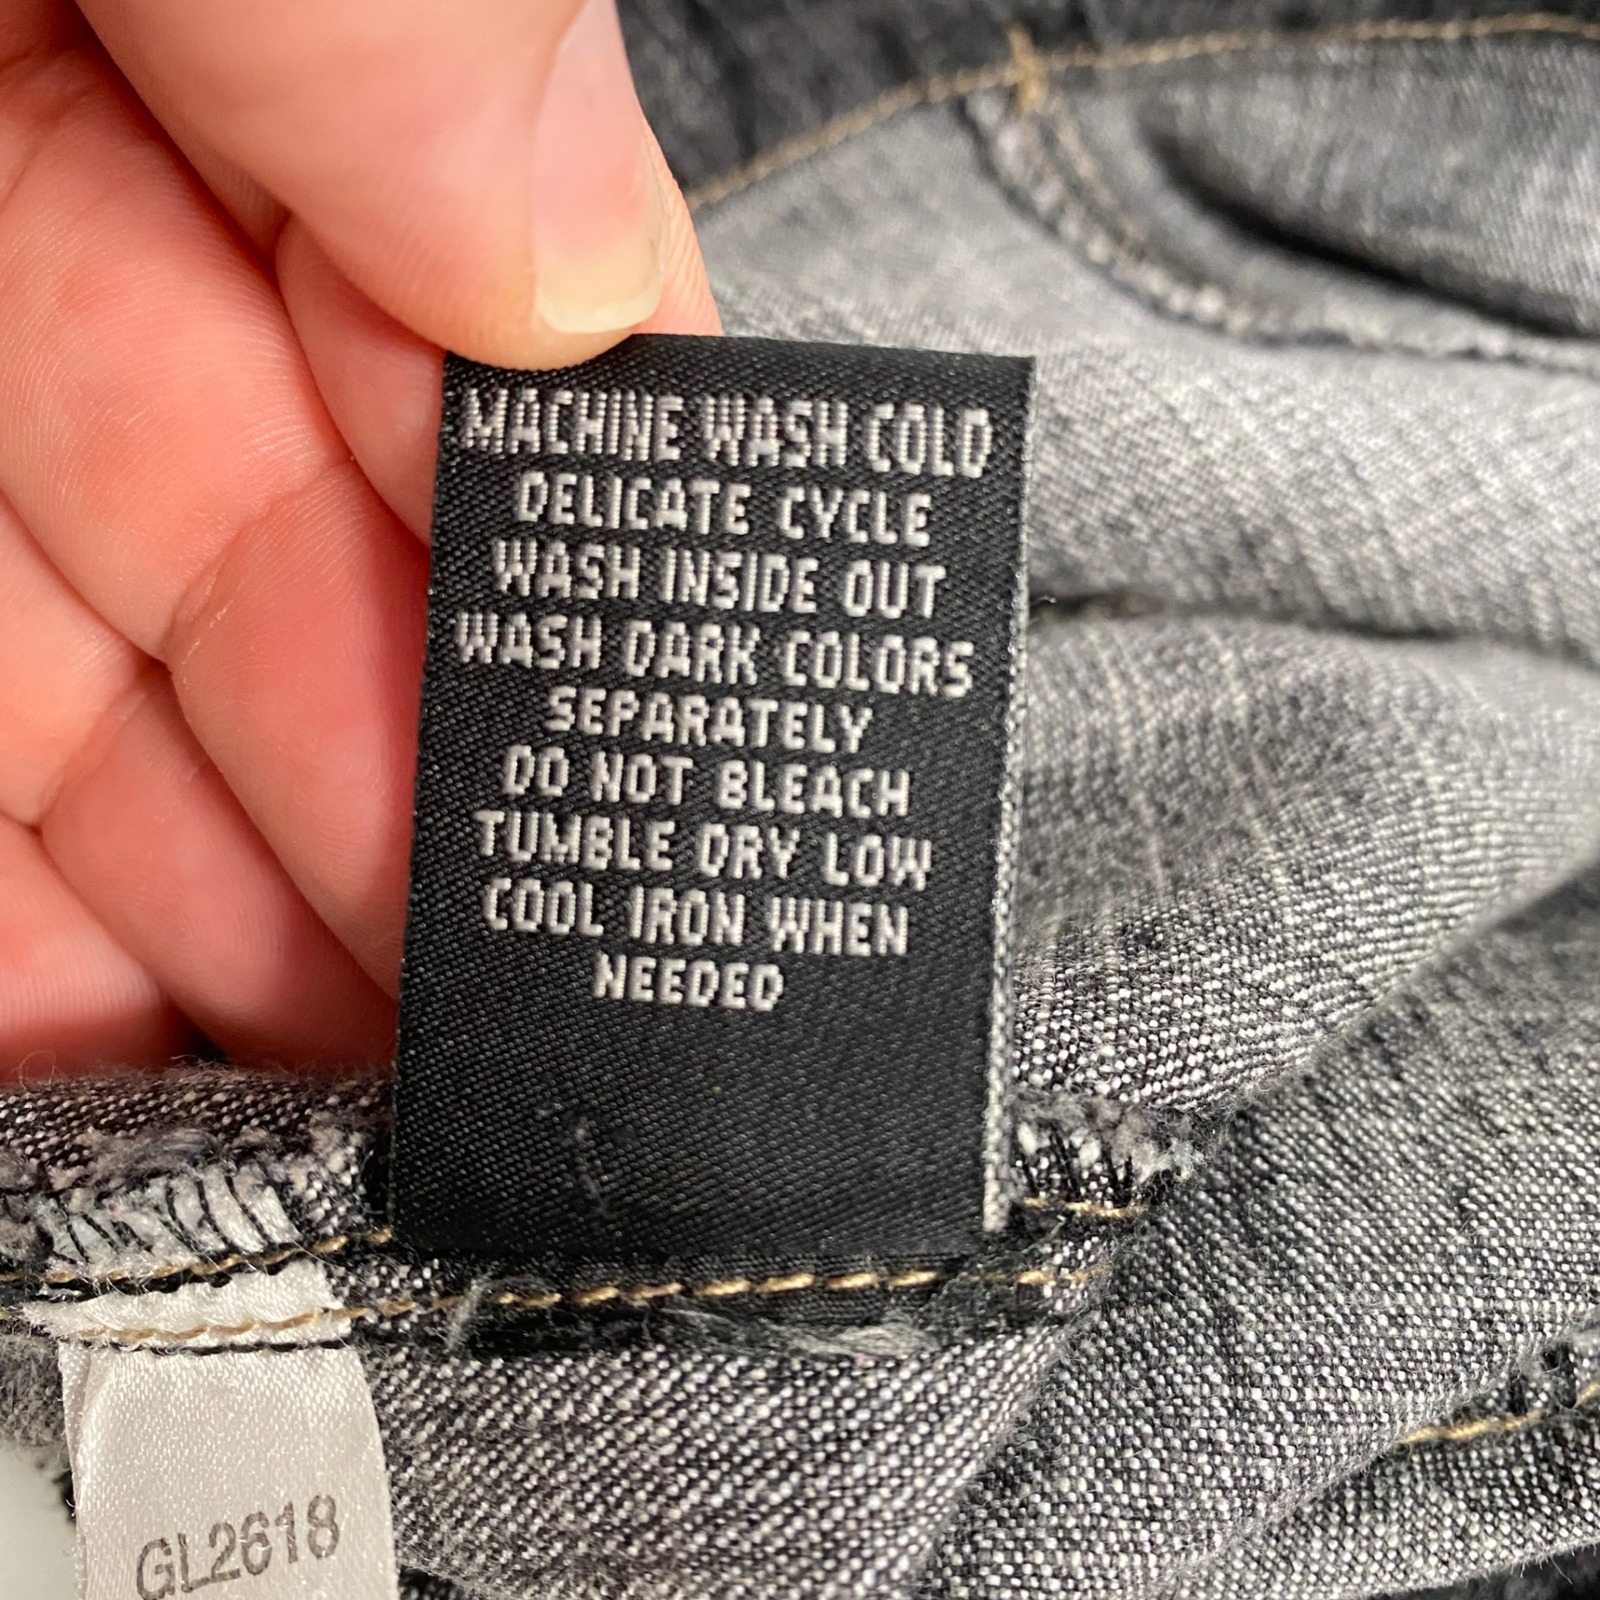 MACHINE WASH COLD
DELICATE CYCLE
WASH INSIDE OUT
WASH DARK COLORS
SEPARATELY
DO NOT BLEACH
TUMBLE DRY LOW
COOL IRON WHEN
NEEDED
GL2618